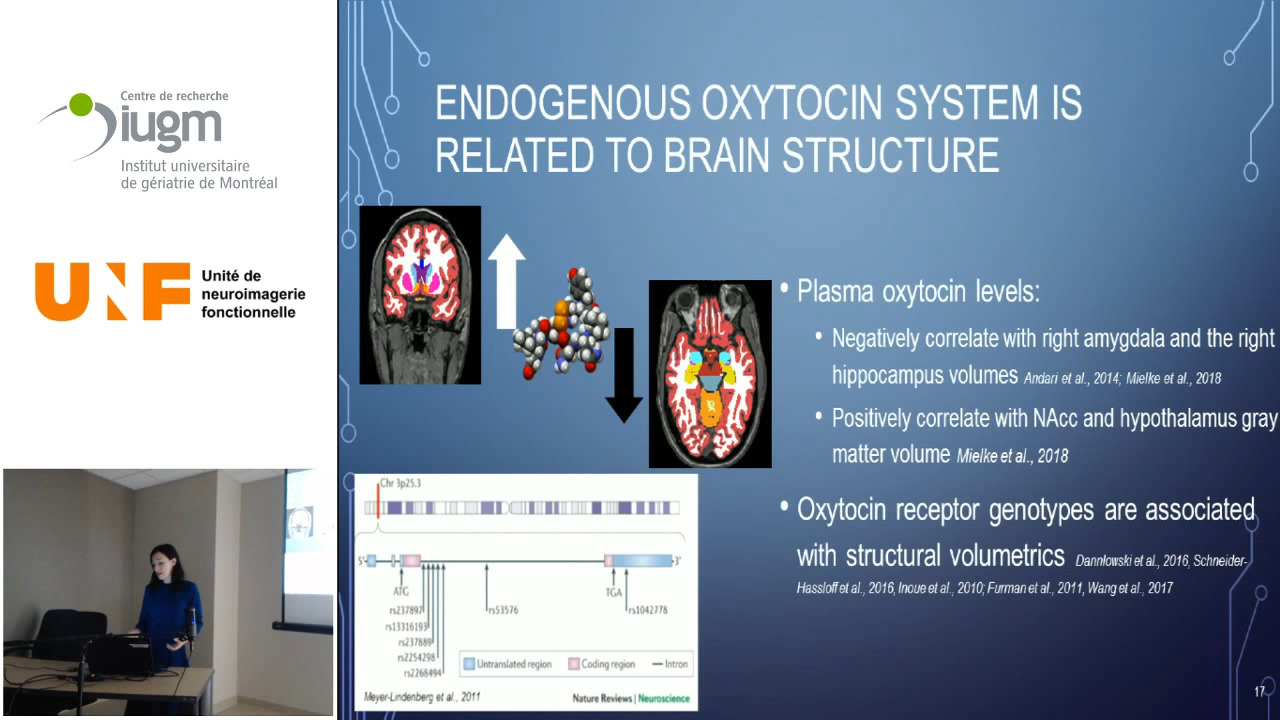 Centre de recherche
iugm
Institut universitaire
de gériatrie de Montréal
UNF
Unité de
neuroimagerie
fonctionnelle
ENDOGENOUS OXYTOCIN SYSTEM IS
RELATED TO BRAIN STRUCTURE
• Plasma oxytocin levels:
• Negatively correlate with right amygdala and the right
hippocampus volumes Andari et al., 2014; Mielke et al., 2018
• Positively correlate with NAcc and hypothalamus gray
matter volume Mielke et al., 2018
• Oxytocin receptor genotypes are associated
with structural volumetrics Dannlowski et al., 2016, Schneider-
Hassloff et al., 2016, Inoue et al., 2010; Furman et al., 2011, Wang et al., 2017
Chr 3p25.3
5'
3'
ATG
TGA
rs237897
rs53576
rs1042778
rs13316193
rs237889
rs2254298
rs2268494
Untranslated region
Coding region
Intron
Meyer-Lindenberg et al., 2011
Nature Reviews | Neuroscience
17